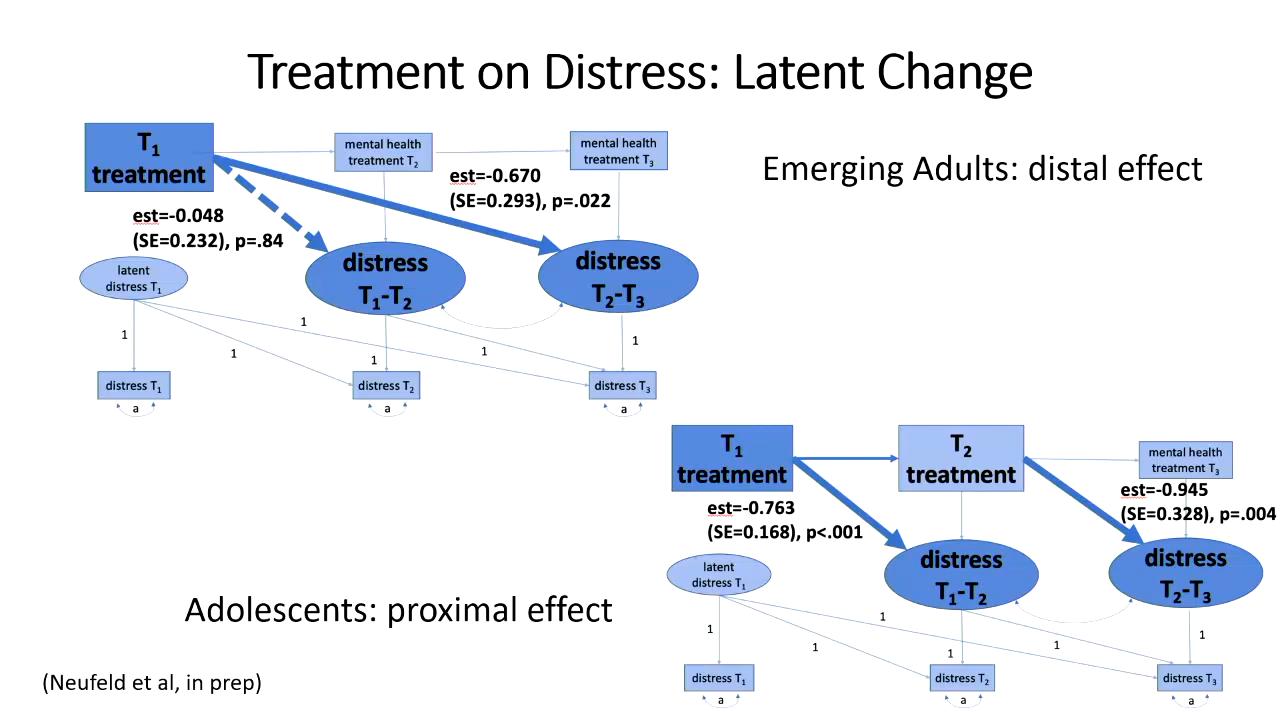 Treatment on Distress: Latent Change
T₁
treatment
mental health
treatment T₂
mental health
treatment T₃
Emerging Adults: distal effect
est=-0.670
(SE=0.293), p=.022
est=-0.048
(SE=0.232), p=.84
latent
distress T₁
distress
T₁-T₂
distress
T₂-T₃
1
1
1
1
1
1
distress T₁
distress T₂
distress T₃
a
a
a
T₁
treatment
T₂
treatment
mental health
treatment T₃
est=-0.763
(SE=0.168), p<.001
est=-0.945
(SE=0.328), p=.004
latent
distress T₁
distress
T₁-T₂
distress
T₂-T₃
Adolescents: proximal effect
1
1
1
1
1
1
distress T₁
distress T₂
distress T₃
a
a
a
(Neufeld et al, in prep)